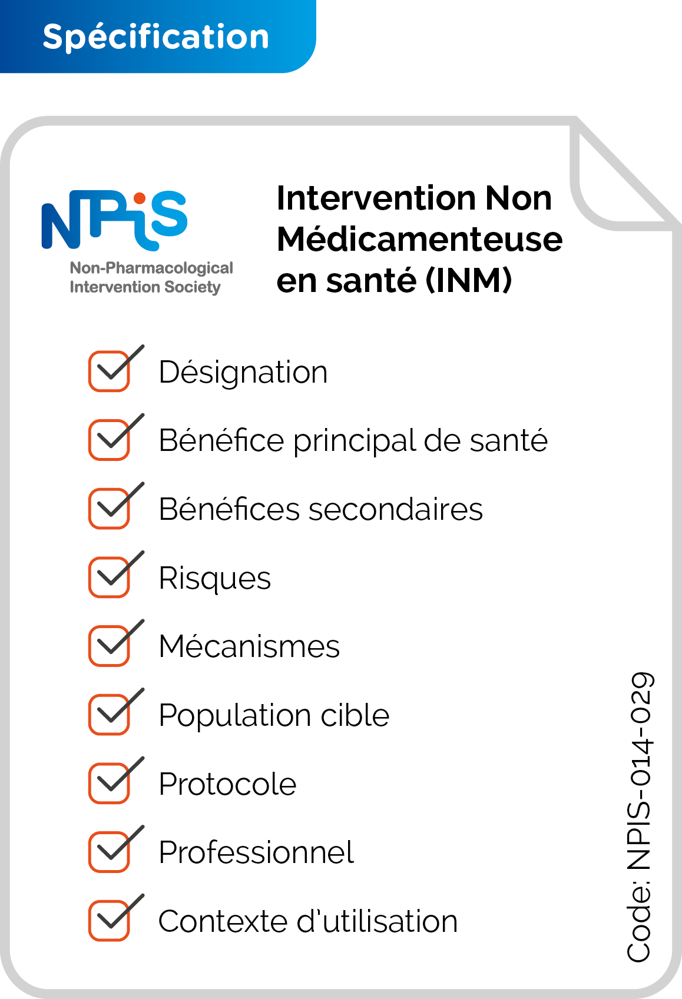 Spécification
NPIS
Non-Pharmacological
Intervention Society
Intervention Non
Médicamenteuse
en santé (INM)
Désignation
Bénéfice principal de santé
Bénéfices secondaires
Risques
Mécanismes
Population cible
Protocole
Professionnel
Contexte d'utilisation
Code: NPIS-014-029